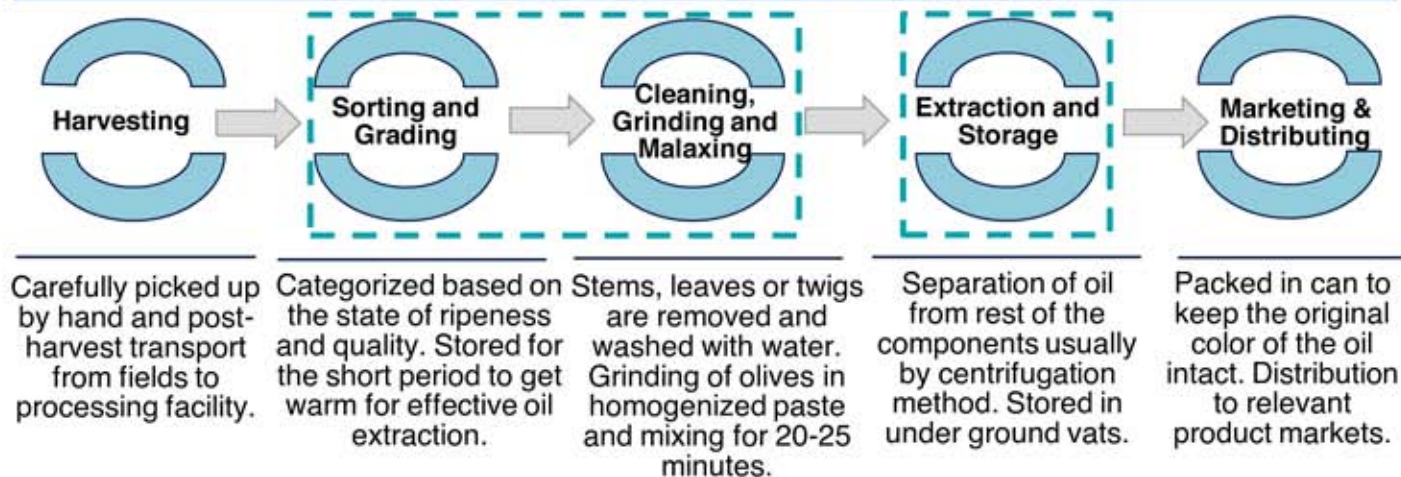 Harvesting
Sorting and
Grading
Cleaning,
Grinding and
Malaxing
Extraction and
Storage
Marketing &
Distributing
Carefully picked up
by hand and post-
harvest transport
from fields to
processing facility.
Categorized based on
the state of ripeness
and quality. Stored for
the short period to get
warm for effective oil
extraction.
Stems, leaves or twigs
are removed and
washed with water.
Grinding of olives in
homogenized paste
and mixing for 20-25
minutes.
Separation of oil
from rest of the
components usually
by centrifugation
method. Stored in
under ground vats.
Packed in can to
keep the original
color of the oil
intact. Distribution
to relevant
product markets.